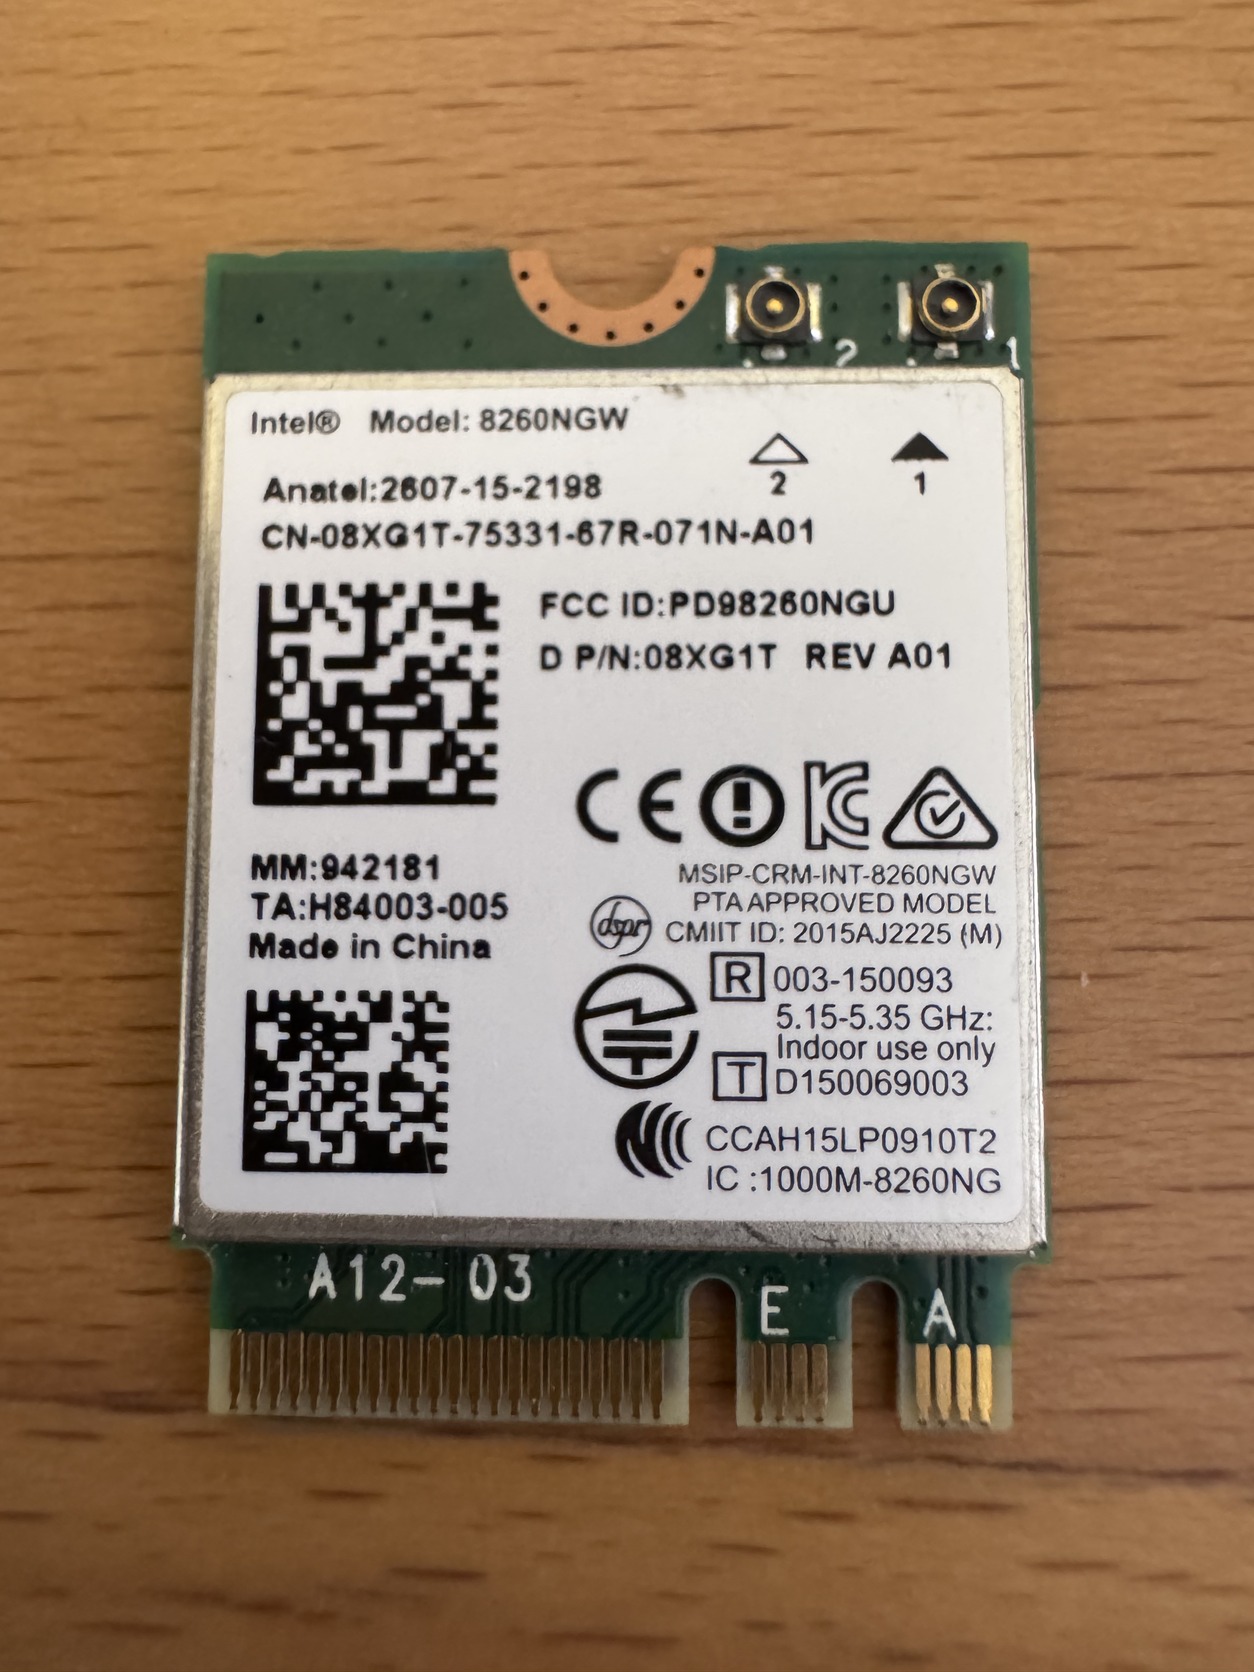 2 1
Intel® Model: 8260NGW
2 1
Anatel:2607-15-2198
CN-08XG1T-75331-67R-071N-A01
FCC ID:PD98260NGU
D P/N:08XG1T REV A01
CE KC
MM:942181
TA:H84003-005
Made in China
MSIP-CRM-INT-8260NGW
PTA APPROVED MODEL
dspr CMIIT ID: 2015AJ2225 (M)
R 003-150093
5.15-5.35 GHz:
Indoor use only
T D150069003
CCAH15LP0910T2
IC :1000M-8260NG
A12-03 E A